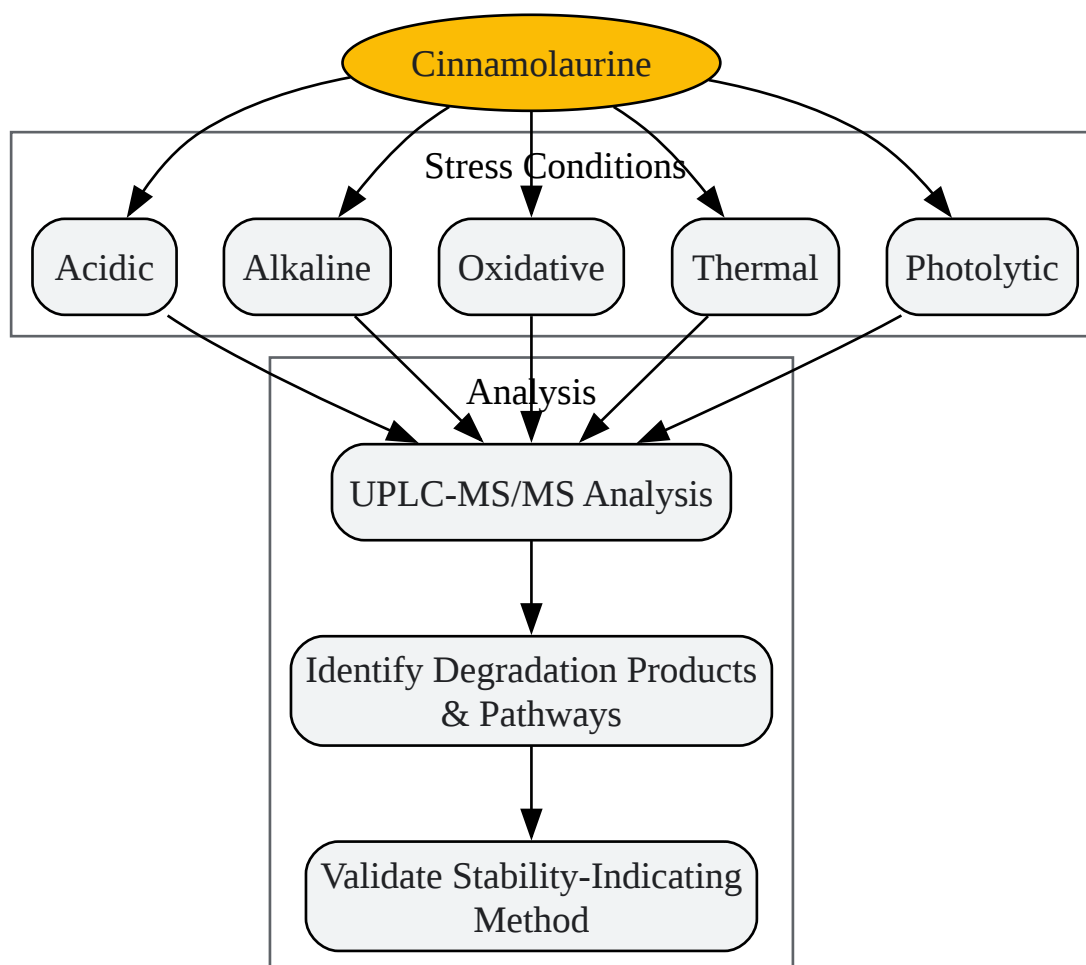 Cinnamolaurine
Stress Conditions
Acidic
Alkaline
Oxidative
Thermal
Photolytic
Analysis
UPLC-MS/MS Analysis
Identify Degradation Products
& Pathways
Validate Stability-Indicating
Method